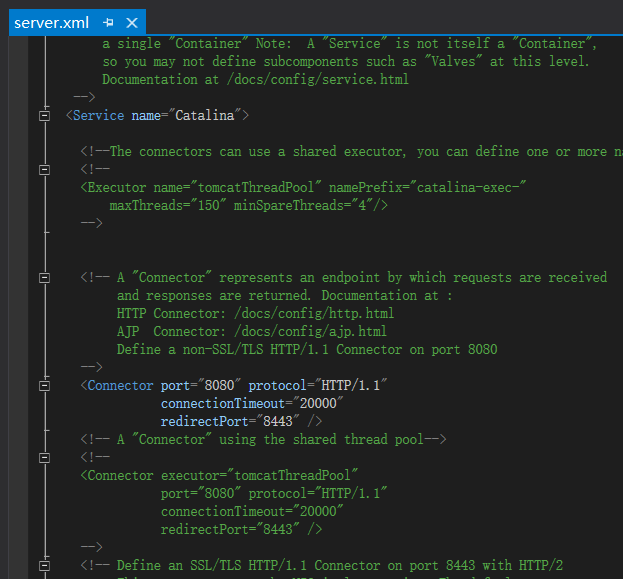 server.xml
a single "Container" Note:  A "Service" is not itself a "Container",
so you may not define subcomponents such as "Valves" at this level.
Documentation at /docs/config/service.html
-->
<Service name="Catalina">
<!--The connectors can use a shared executor, you can define one or more
<!--
<Executor name="tomcatThreadPool" namePrefix="catalina-exec-"
maxThreads="150" minSpareThreads="4"/>
-->
<!-- A "Connector" represents an endpoint by which requests are received
and responses are returned. Documentation at :
HTTP Connector: /docs/config/http.html
AJP  Connector: /docs/config/ajp.html
Define a non-SSL/TLS HTTP/1.1 Connector on port 8080
-->
<Connector port="8080" protocol="HTTP/1.1"
connectionTimeout="20000"
redirectPort="8443" />
<!-- A "Connector" using the shared thread pool-->
<!--
<Connector executor="tomcatThreadPool"
port="8080" protocol="HTTP/1.1"
connectionTimeout="20000"
redirectPort="8443" />
-->
<!-- Define an SSL/TLS HTTP/1.1 Connector on port 8443 with HTTP/2